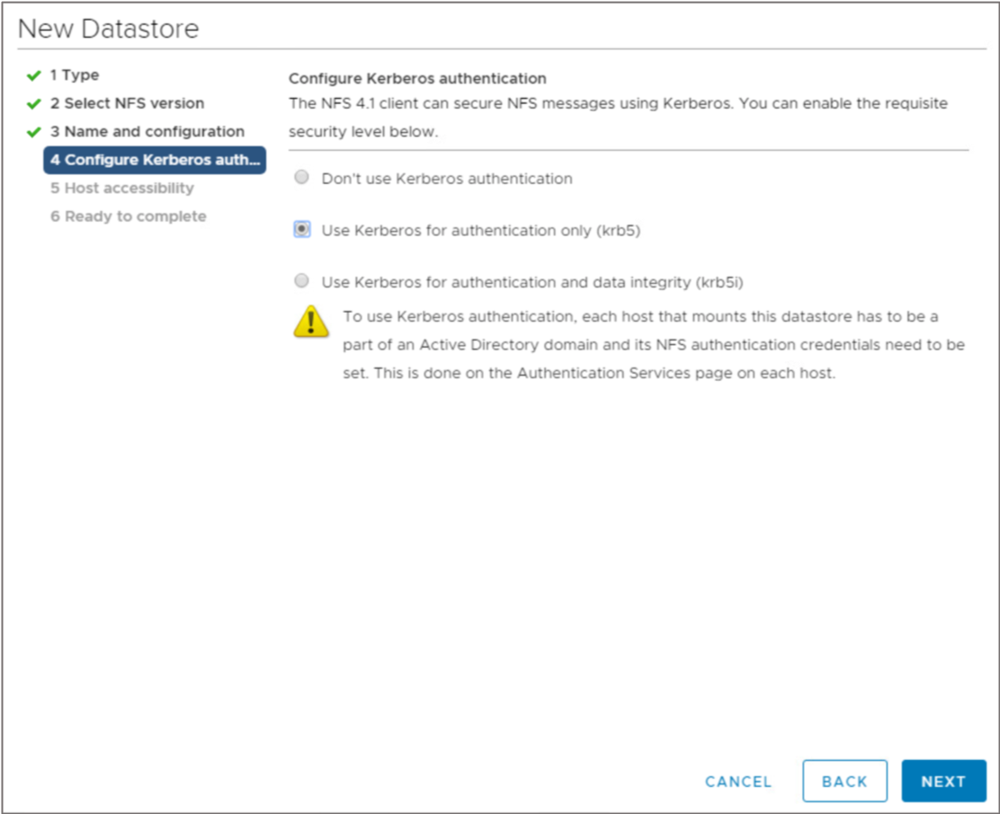 New Datastore
1 Type
2 Select NFS version
3 Name and configuration
4 Configure Kerberos auth...
5 Host accessibility
6 Ready to complete
Configure Kerberos authentication
The NFS 4.1 client can secure NFS messages using Kerberos. You can enable the requisite
security level below.
Don't use Kerberos authentication
Use Kerberos for authentication only (krb5)
Use Kerberos for authentication and data integrity (krb5i)
To use Kerberos authentication, each host that mounts this datastore has to be a
part of an Active Directory domain and its NFS authentication credentials need to be
set. This is done on the Authentication Services page on each host.
CANCEL
BACK
NEXT